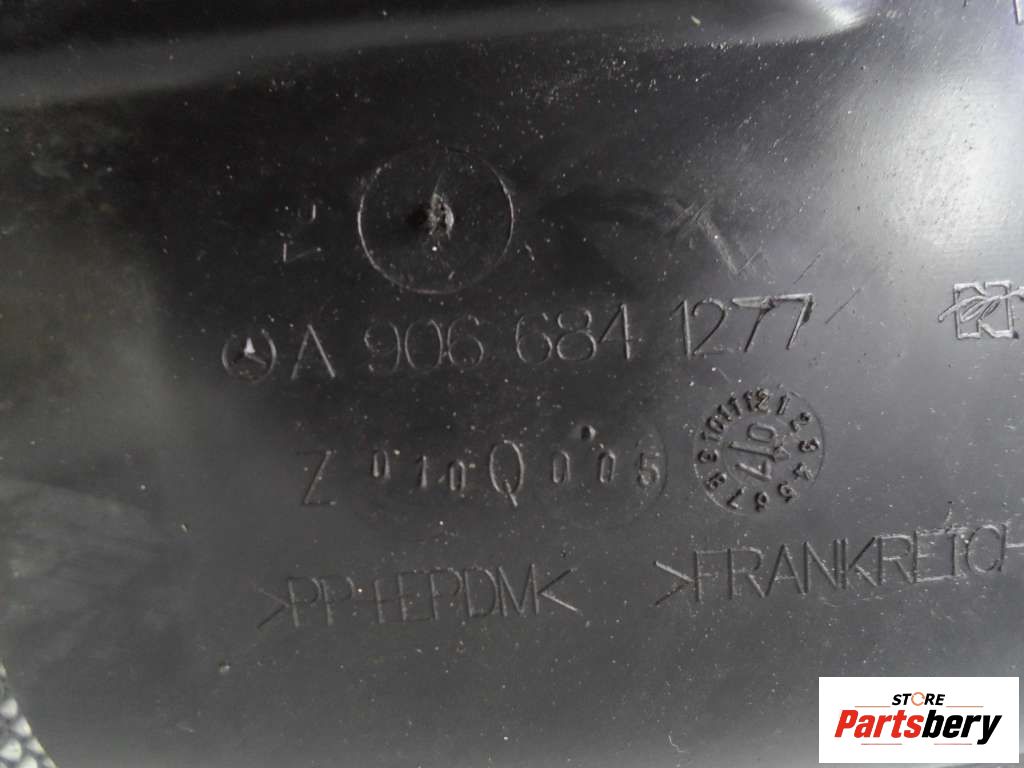 A 906 684 1277
Z 010 Q 005
>PP+EPDM<
>FRANKREICH
STORE
Partsbery